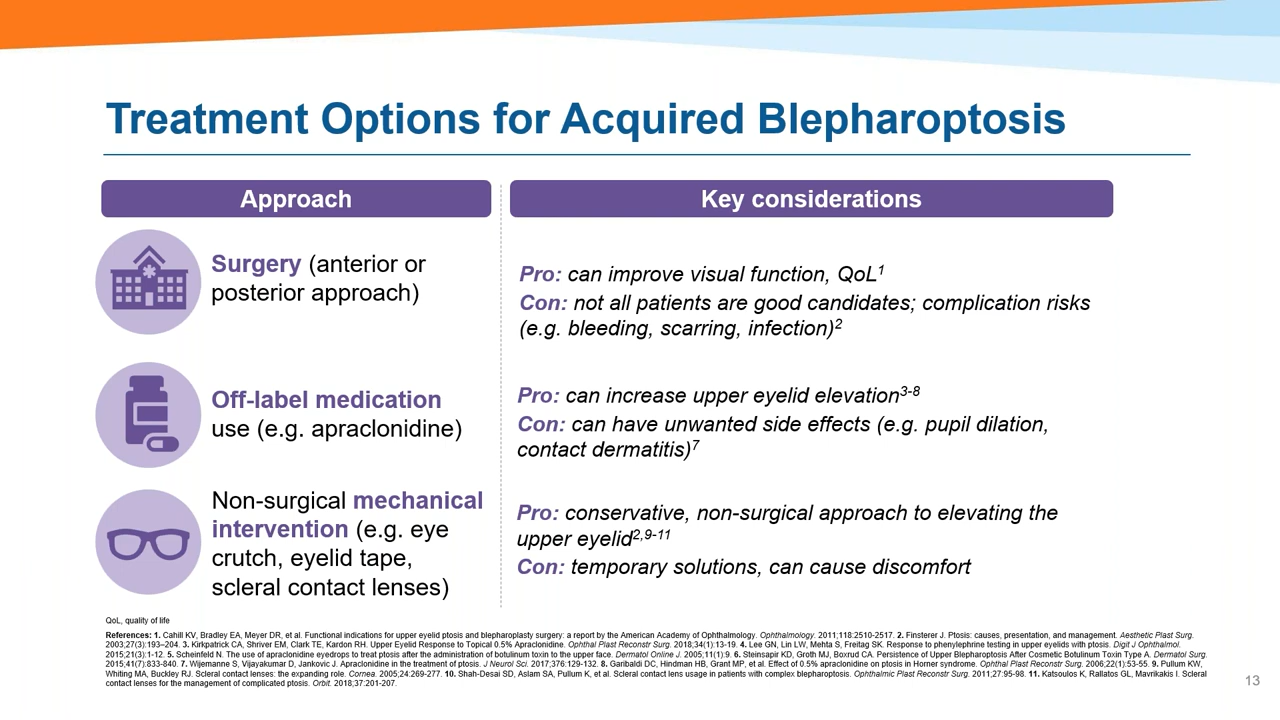 Treatment Options for Acquired Blepharoptosis
Approach
Key considerations
Surgery (anterior or
posterior approach)
Pro: can improve visual function, QoL1
Con: not all patients are good candidates; complication risks
(e.g. bleeding, scarring, infection)2
Off-label medication
use (e.g. apraclonidine)
Pro: can increase upper eyelid elevation3-8
Con: can have unwanted side effects (e.g. pupil dilation,
contact dermatitis)7
Non-surgical mechanical
intervention (e.g. eye
crutch, eyelid tape,
scleral contact lenses)
Pro: conservative, non-surgical approach to elevating the
upper eyelid2,9-11
Con: temporary solutions, can cause discomfort
QoL, quality of life
References: 1. Cahill KV, Bradley EA, Meyer DR, et al. Functional indications for upper eyelid ptosis and blepharoplasty surgery: a report by the American Academy of Ophthalmology. Ophthalmology. 2011;118:2510-2517. 2. Finsterer J. Ptosis: causes, presentation, and management. Aesthetic Plast Surg.
2003;27(3):193–204. 3. Kirkpatrick CA, Shriver EM, Clark TE, Kardon RH. Upper Eyelid Response to Topical 0.5% Apraclonidine. Ophthal Plast Reconstr Surg. 2018;34(1):13-19. 4. Lee GN, Lin LW, Mehta S, Freitag SK. Response to phenylephrine testing in upper eyelids with ptosis. Digit J Ophthalmol.
2015;21(3):1-12. 5. Scheinfeld N. The use of apraclonidine eyedrops to treat ptosis after the administration of botulinum toxin to the upper face. Dermatol Online J. 2005;11(1):9. 6. Steinsapir KD, Groth MJ, Boxrud CA. Persistence of Upper Blepharoptosis After Cosmetic Botulinum Toxin Type A. Dermatol Surg.
2015;41(7):833-840. 7. Wijemanne S, Vijayakumar D, Jankovic J. Apraclonidine in the treatment of ptosis. J Neurol Sci. 2017;376:129-132. 8. Garibaldi DC, Hindman HB, Grant MP, et al. Effect of 0.5% apraclonidine on ptosis in Horner syndrome. Ophthal Plast Reconstr Surg. 2006;22(1):53-55. 9. Pullum KW,
Whiting MA, Buckley RJ. Scleral contact lenses: the expanding role. Cornea. 2005;24:269-277. 10. Shah-Desai SD, Aslam SA, Pullum K, et al. Scleral contact lens usage in patients with complex blepharoptosis. Ophthalmic Plast Reconstr Surg. 2011;27:95-98. 11. Katsoulos K, Rallatos GL, Mavrikakis I. Scleral
contact lenses for the management of complicated ptosis. Orbit. 2018;37:201-207.
13